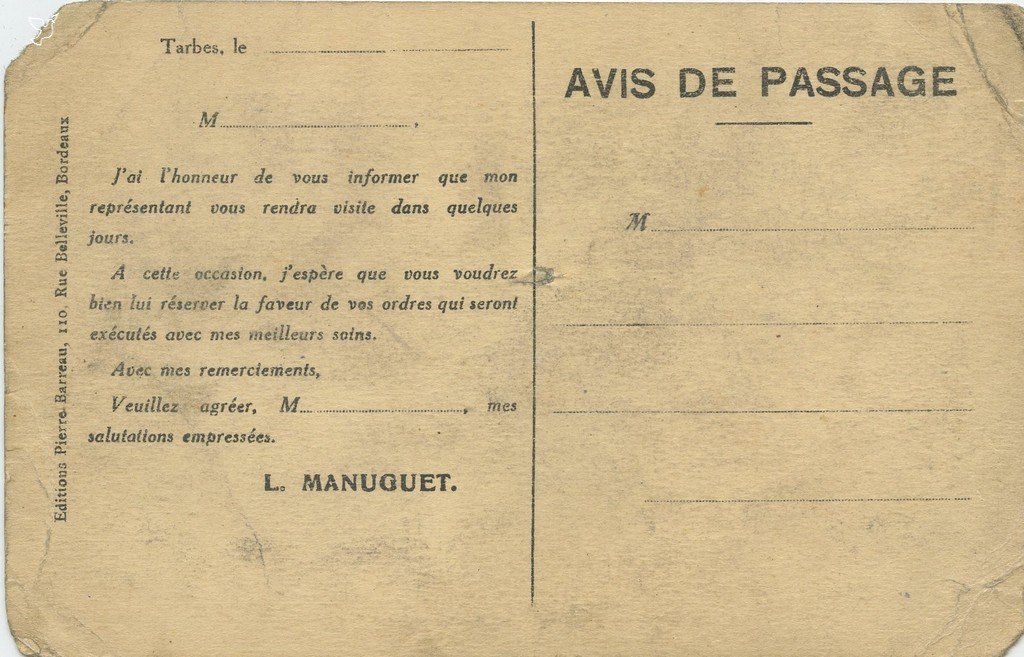 Tarbes, le
M
J'ai l'honneur de vous informer que mon
représentant vous rendra visite dans quelques
jours.
A cette occasion, j'espère que vous voudrez
bien lui réserver la faveur de vos ordres qui seront
exécutés avec mes meilleurs soins.
Avec mes remerciements,
Veuillez agréer, M , mes
salutations empressées.
L. MANUGUET.
Editions Pierre Barreau, 110, Rue Belleville, Bordeaux
AVIS DE PASSAGE
M